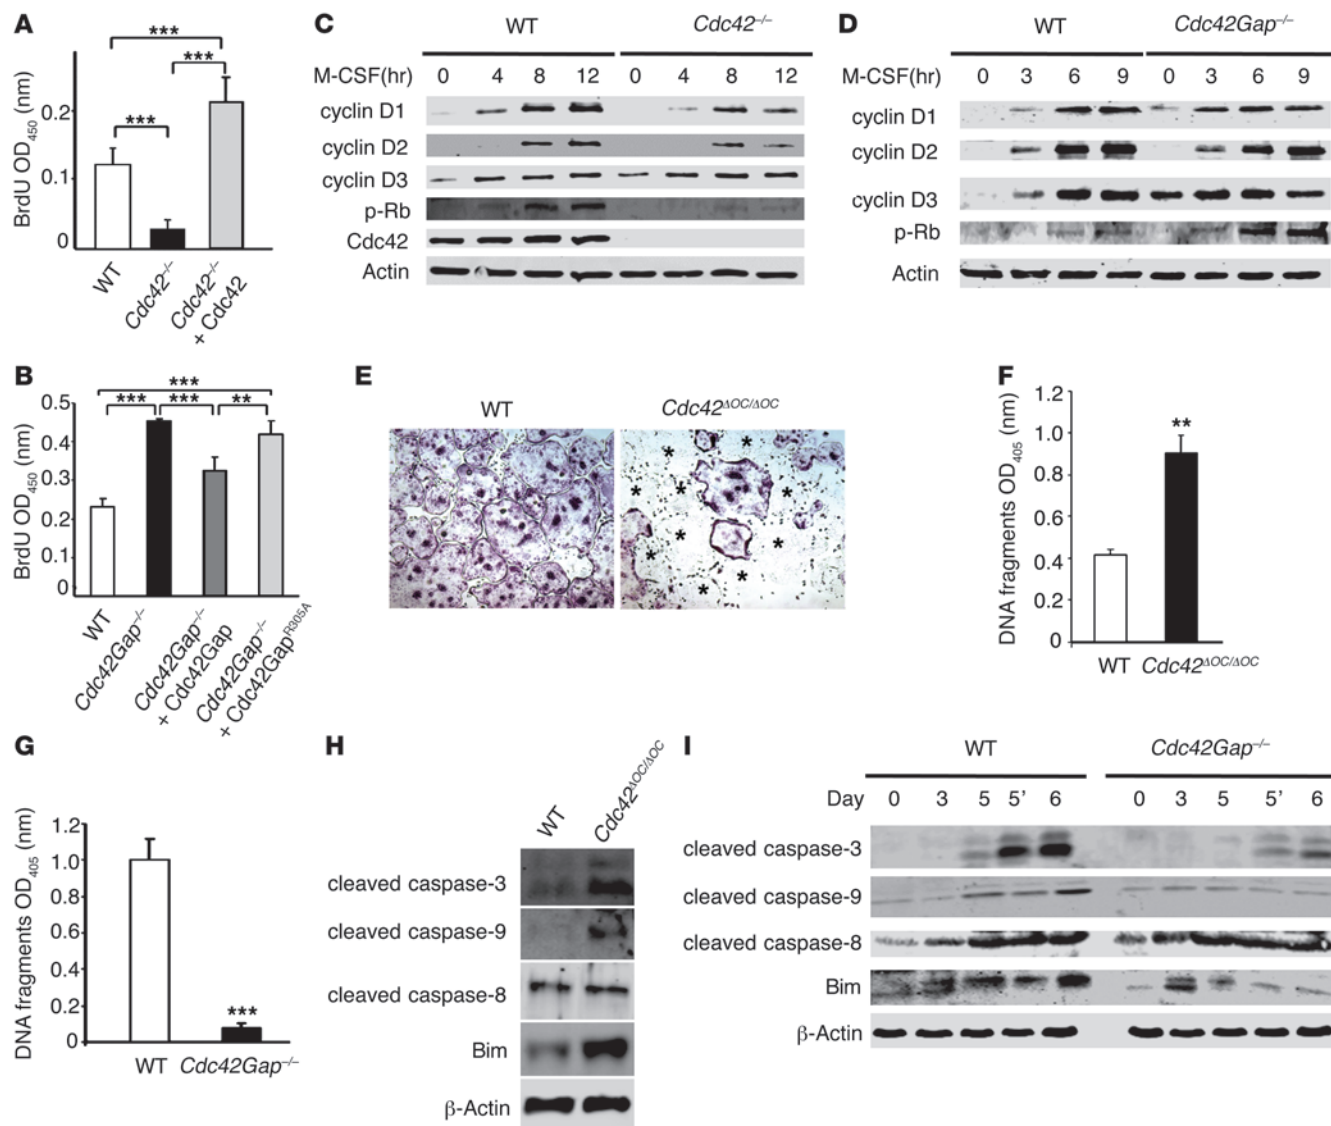 A
BrdU OD450 (nm)
0.2
0.1
0
***
***
***
WT
Cdc42–/–
Cdc42–/–
+ Cdc42
C
WT
Cdc42–/–
M-CSF(hr) 0 4 8 12 0 4 8 12
cyclin D1
cyclin D2
cyclin D3
p-Rb
Cdc42
Actin
D
WT
Cdc42Gap–/–
M-CSF(hr) 0 3 6 9 0 3 6 9
cyclin D1
cyclin D2
cyclin D3
p-Rb
Actin
B
BrdU OD450 (nm)
0.5
0.4
0.3
0.2
0.1
0
***
*** *** **
WT
Cdc42Gap–/–
Cdc42Gap–/–
+ Cdc42Gap
Cdc42Gap–/–
+ Cdc42GapR305A
E
WT
Cdc42ΔOC/ΔOC
* * * * * * * * * * *
F
DNA fragments OD405 (nm)
1.2
1.0
0.8
0.6
0.4
0.2
0
**
WT Cdc42ΔOC/ΔOC
G
DNA fragments OD405 (nm)
1.2
1.0
0.8
0.6
0.4
0.2
0
***
WT Cdc42Gap–/–
H
WT
Cdc42ΔOC/ΔOC
cleaved caspase-3
cleaved caspase-9
cleaved caspase-8
Bim
β-Actin
I
WT
Cdc42Gap–/–
Day 0 3 5 5’ 6 0 3 5 5’ 6
cleaved caspase-3
cleaved caspase-9
cleaved caspase-8
Bim
β-Actin